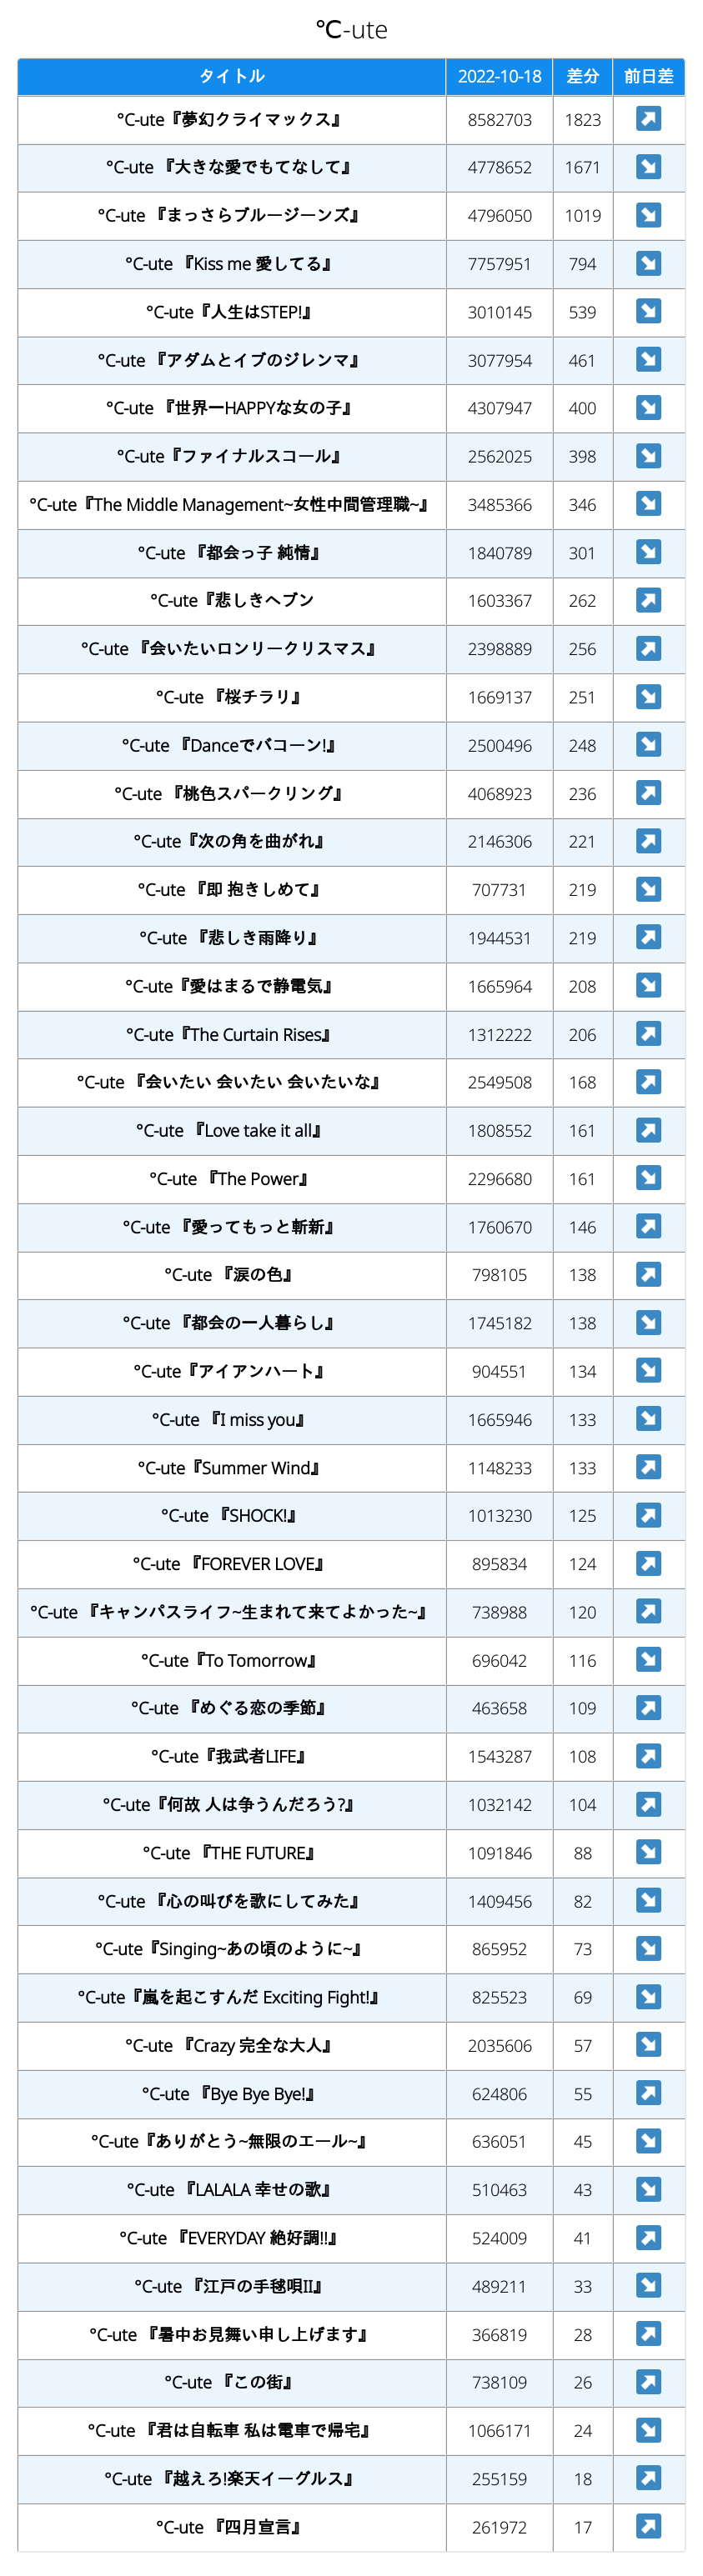 ℃-ute
タイトル 2022-10-18 差分 前日差
°C-ute『夢幻クライマックス』 8582703 1823 ↗
°C-ute 『大きな愛でもてなして』 4778652 1671 ↘
°C-ute 『まっさらブルージーンズ』 4796050 1019 ↘
°C-ute 『Kiss me 愛してる』 7757951 794 ↘
°C-ute『人生はSTEP!』 3010145 539 ↘
°C-ute 『アダムとイブのジレンマ』 3077954 461 ↘
°C-ute 『世界一HAPPYな女の子』 4307947 400 ↘
°C-ute『ファイナルスコール』 2562025 398 ↘
°C-ute『The Middle Management~女性中間管理職~』 3485366 346 ↘
°C-ute 『都会っ子 純情』 1840789 301 ↘
°C-ute『悲しきヘブン 1603367 262 ↗
°C-ute 『会いたいロンリークリスマス』 2398889 256 ↗
°C-ute 『桜チラリ』 1669137 251 ↘
°C-ute 『Danceでバコーン!』 2500496 248 ↘
°C-ute 『桃色スパークリング』 4068923 236 ↗
°C-ute『次の角を曲がれ』 2146306 221 ↗
°C-ute 『即 抱きしめて』 707731 219 ↘
°C-ute 『悲しき雨降り』 1944531 219 ↗
°C-ute『愛はまるで静電気』 1665964 208 ↘
°C-ute『The Curtain Rises』 1312222 206 ↗
°C-ute 『会いたい 会いたい 会いたいな』 2549508 168 ↗
°C-ute 『Love take it all』 1808552 161 ↗
°C-ute 『The Power』 2296680 161 ↘
°C-ute 『愛ってもっと斬新』 1760670 146 ↗
°C-ute 『涙の色』 798105 138 ↗
°C-ute 『都会の一人暮らし』 1745182 138 ↘
°C-ute『アイアンハート』 904551 134 ↘
°C-ute 『I miss you』 1665946 133 ↘
°C-ute『Summer Wind』 1148233 133 ↗
°C-ute 『SHOCK!』 1013230 125 ↗
°C-ute 『FOREVER LOVE』 895834 124 ↗
°C-ute 『キャンパスライフ~生まれて来てよかった~』 738988 120 ↗
°C-ute『To Tomorrow』 696042 116 ↘
°C-ute 『めぐる恋の季節』 463658 109 ↗
°C-ute『我武者LIFE』 1543287 108 ↗
°C-ute『何故 人は争うんだろう?』 1032142 104 ↗
°C-ute 『THE FUTURE』 1091846 88 ↘
°C-ute 『心の叫びを歌にしてみた』 1409456 82 ↘
°C-ute『Singing~あの頃のように~』 865952 73 ↘
°C-ute『嵐を起こすんだ Exciting Fight!』 825523 69 ↘
°C-ute 『Crazy 完全な大人』 2035606 57 ↘
°C-ute 『Bye Bye Bye!』 624806 55 ↗
°C-ute『ありがとう~無限のエール~』 636051 45 ↘
°C-ute 『LALALA 幸せの歌』 510463 43 ↘
°C-ute 『EVERYDAY 絶好調!!』 524009 41 ↗
°C-ute 『江戸の手毬唄II』 489211 33 ↘
°C-ute 『暑中お見舞い申し上げます』 366819 28 ↗
°C-ute 『この街』 738109 26 ↗
°C-ute 『君は自転車 私は電車で帰宅』 1066171 24 ↘
°C-ute 『越えろ!楽天イーグルス』 255159 18 ↗
°C-ute 『四月宣言』 261972 17 ↗